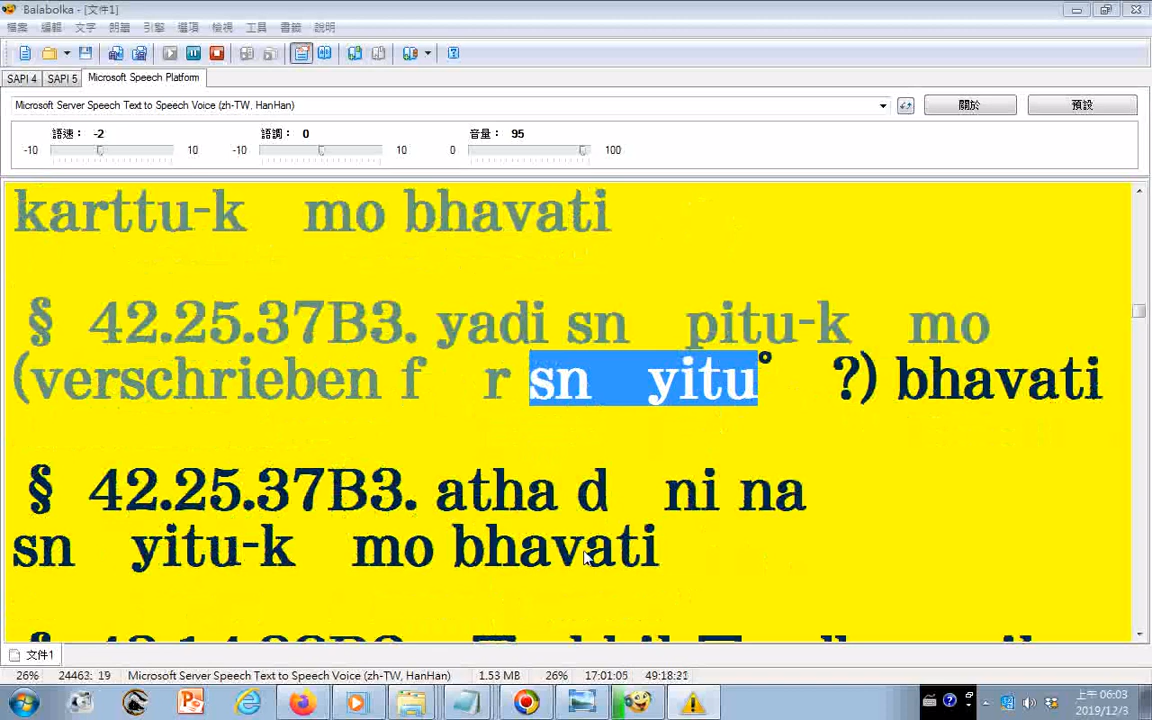 Balabolka - [文件1]
檔案 編輯 文字 朗讀 引擎 選項 檢視 工具 書籤 說明
SAPI 4 SAPI 5 Microsoft Speech Platform
Microsoft Server Speech Text to Speech Voice (zh-TW, HanHan) 關於 預設
語速： -2 語調： 0 音量： 95
-10 10 -10 10 0 100
karttu-k mo bhavati
§ 42.25.37B3. yadi sn pitu-k mo
(verschrieben f r sn yitu° ?) bhavati
§ 42.25.37B3. atha d ni na
sn yitu-k mo bhavati
文件1
26% 24462: 19 Microsoft Server Speech Text to Speech Voice (zh-TW, HanHan) 1.53 MB 26% 17:01:05 49:18:21
上午 06:03
2019/12/3